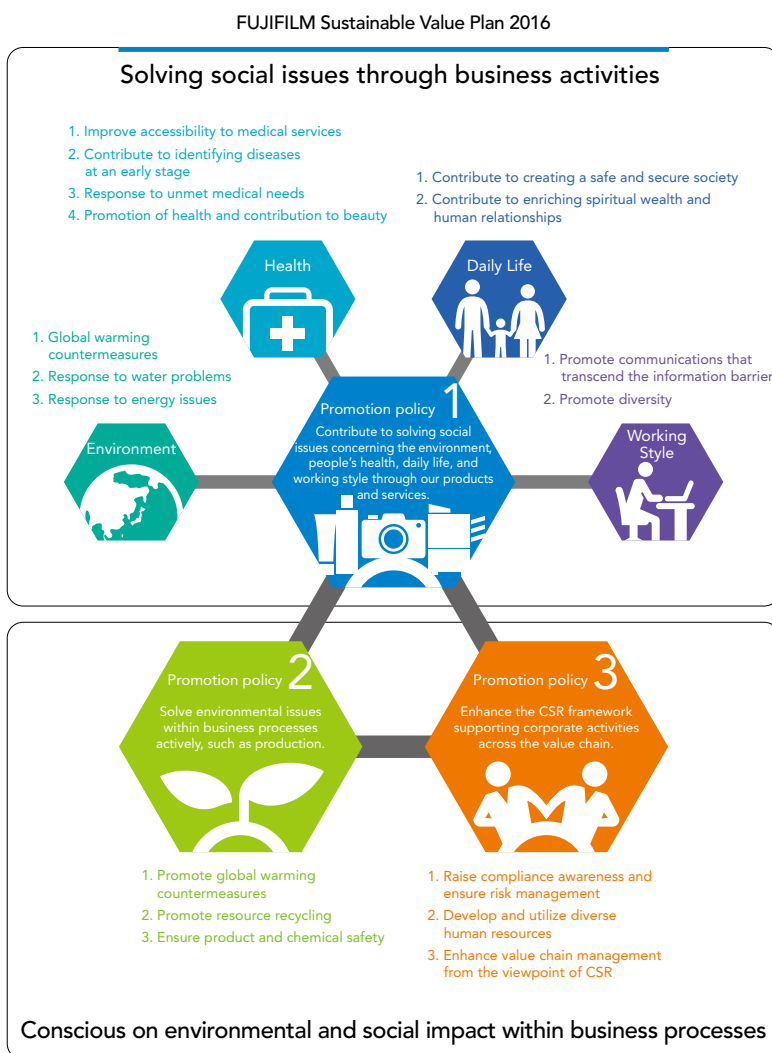 FUJIFILM Sustainable Value Plan 2016
Solving social issues through business activities
1. Improve accessibility to medical services
2. Contribute to identifying diseases
at an early stage
3. Response to unmet medical needs
4. Promotion of health and contribution to beauty
1. Contribute to creating a safe and secure society
2. Contribute to enriching spiritual wealth and
human relationships
Health
Daily Life
1. Global warming
countermeasures
2. Response to water problems
3. Response to energy issues
1. Promote communications that
transcend the information barrier
2. Promote diversity
Environment
Promotion policy 1
Contribute to solving social
issues concerning the environment,
people's health, daily life, and
working style through our products
and services.
Working
Style
Promotion policy 2
Solve environmental issues
within business processes
actively, such as production.
Promotion policy 3
Enhance the CSR framework
supporting corporate activities
across the value chain.
1. Promote global warming
countermeasures
2. Promote resource recycling
3. Ensure product and chemical safety
1. Raise compliance awareness and
ensure risk management
2. Develop and utilize diverse
human resources
3. Enhance value chain management
from the viewpoint of CSR
Conscious on environmental and social impact within business processes